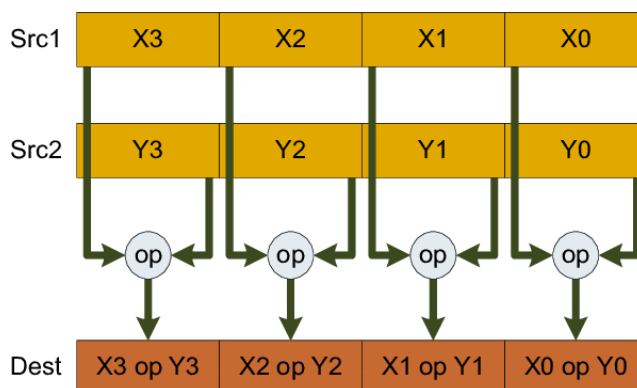 Src1 X3 X2 X1 X0
Src2 Y3 Y2 Y1 Y0
op op op op
Dest X3 op Y3 X2 op Y2 X1 op Y1 X0 op Y0